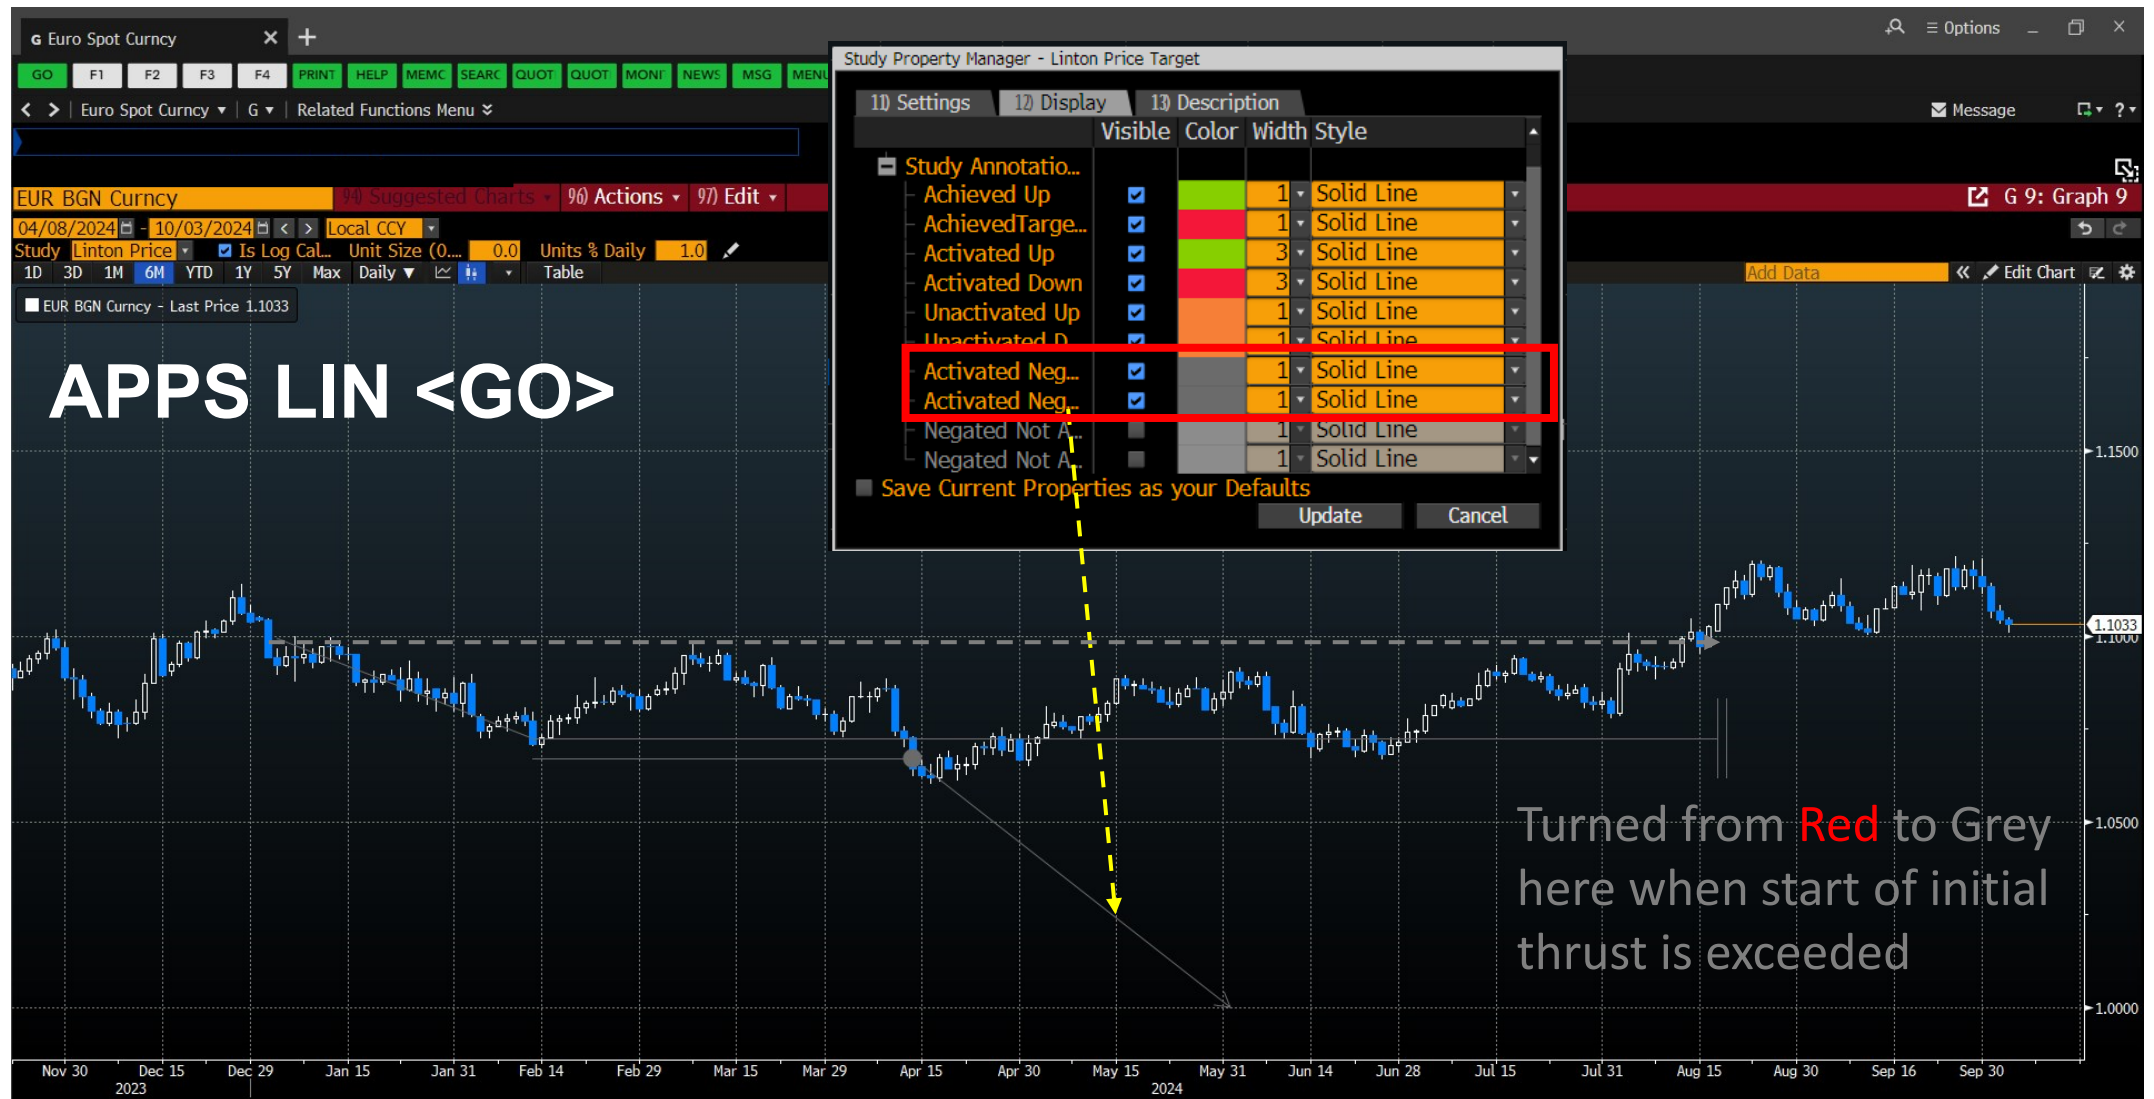 G Euro Spot Curncy × +
Options _ ×
GO F1 F2 F3 F4 PRINT HELP MEMC SEARC QUOT QUOT MONI NEWS MSG MENU
< > Euro Spot Curncy ▾ G ▾ Related Functions Menu
Message ? ▾
EUR BGN Curncy 94) Suggested Charts ▾ 96) Actions ▾ 97) Edit ▾
G 9: Graph 9
04/08/2024 - 10/03/2024 < > Local CCY ▾
Study Linton Price ▾ Is Log Cal... Unit Size (0.... 0.0 Units % Daily 1.0
1D 3D 1M 6M YTD 1Y 5Y Max Daily ▼ Table
Add Data « Edit Chart
EUR BGN Curncy - Last Price 1.1033
APPS LIN <GO>
Study Property Manager - Linton Price Target
11) Settings 12) Display 13) Description
Visible Color Width Style
Study Annotatio...
Achieved Up 1 Solid Line
AchievedTarge... 1 Solid Line
Activated Up 3 Solid Line
Activated Down 3 Solid Line
Unactivated Up 1 Solid Line
Unactivated D... 1 Solid Line
Activated Neg... 1 Solid Line
Activated Neg... 1 Solid Line
Negated Not A... 1 Solid Line
Negated Not A... 1 Solid Line
Save Current Properties as your Defaults
Update Cancel
1.1500
1.1033
1.1000
1.0500
1.0000
Turned from Red to Grey
here when start of initial
thrust is exceeded
Nov 30 Dec 15 Dec 29 Jan 15 Jan 31 Feb 14 Feb 29 Mar 15 Mar 29 Apr 15 Apr 30 May 15 May 31 Jun 14 Jun 28 Jul 15 Jul 31 Aug 15 Aug 30 Sep 16 Sep 30
2023 2024